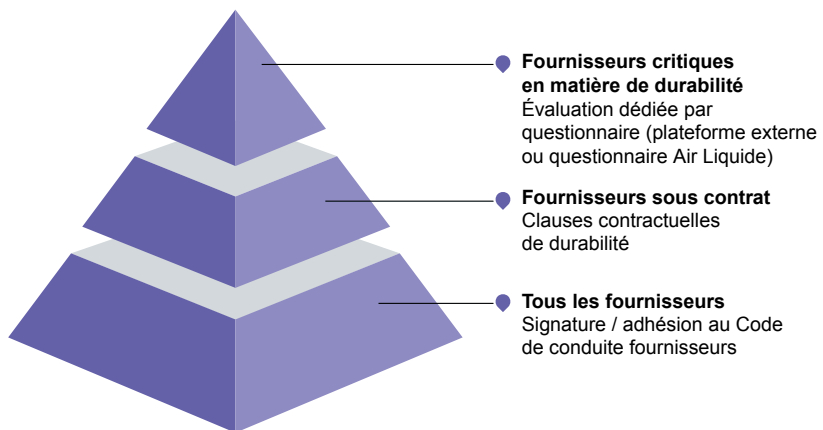 Fournisseurs critiques
en matière de durabilité
Évaluation dédiée par
questionnaire (plateforme externe
ou questionnaire Air Liquide)
Fournisseurs sous contrat
Clauses contractuelles
de durabilité
Tous les fournisseurs
Signature / adhésion au Code
de conduite fournisseurs